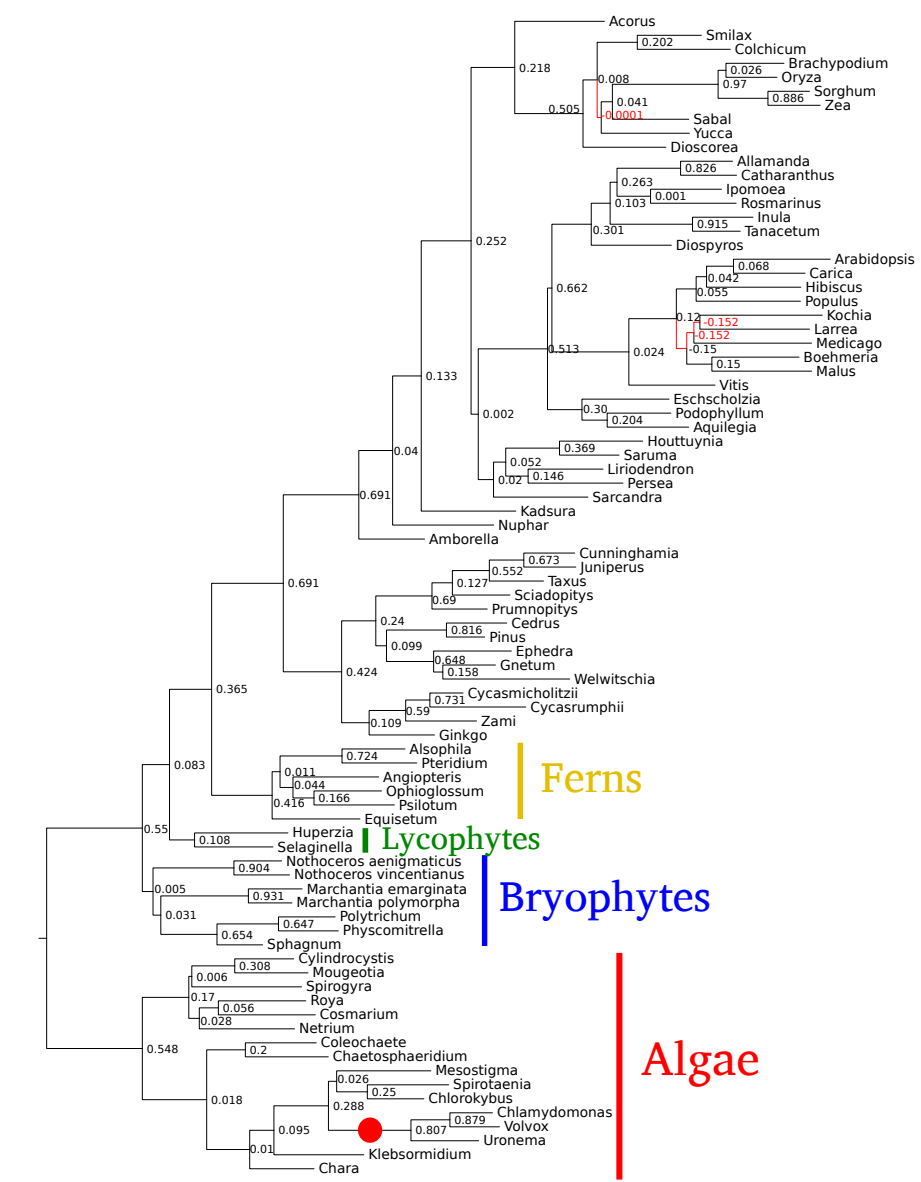 Acorus
Smilax
0.202
Colchicum
Brachypodium
0.218
0.026
0.008
Oryza
0.97
Sorghum
0.886
0.041
Zea
0.505
-0.0001
Sabal
Yucca
Dioscorea
Allamanda
0.826
Catharanthus
0.263
Ipomoea
0.001
0.103
Rosmarinus
Inula
0.915
0.301
Tanacetum
0.252
Diospyros
Arabidopsis
0.068
Carica
0.042
0.662
Hibiscus
0.055
Populus
0.12
Kochia
-0.152
Larrea
-0.152
Medicago
0.513
-0.15
0.024
Boehmeria
0.15
Malus
0.133
Vitis
Eschscholzia
0.30
0.002
Podophyllum
0.204
Aquilegia
Houttuynia
0.369
0.04
Saruma
0.052
Liriodendron
0.146
0.02
Persea
0.691
Sarcandra
Kadsura
Nuphar
Amborella
Cunninghamia
0.673
Juniperus
0.552
0.691
0.127
Taxus
Sciadopitys
0.69
Prumnopitys
0.24
Cedrus
0.816
Pinus
0.099
Ephedra
0.648
Gnetum
0.424
0.158
Welwitschia
0.365
Cycasmicholitzii
0.731
Cycasrumphii
0.59
Zami
0.109
Ginkgo
Alsophila
0.724
Pteridium
0.083
0.011
Angiopteris
Ferns
0.044
Ophioglossum
0.166
0.416
Psilotum
Equisetum
0.55
Huperzia
0.108
Lycophytes
Selaginella
Nothoceros aenigmaticus
0.904
Nothoceros vincentianus
0.005
Marchantia emarginata
0.931
Bryophytes
Marchantia polymorpha
0.031
Polytrichum
0.647
Physcomitrella
0.654
Sphagnum
Cylindrocystis
0.308
Mougeotia
0.006
Spirogyra
0.17
Roya
0.056
Cosmarium
0.028
Netrium
Coleochaete
0.548
0.2
Chaetosphaeridium
Algae
Mesostigma
0.026
Spirotaenia
0.25
Chlorokybus
0.018
0.288
Chlamydomonas
0.879
Volvox
0.095
0.807
Uronema
0.01
Klebsormidium
Chara